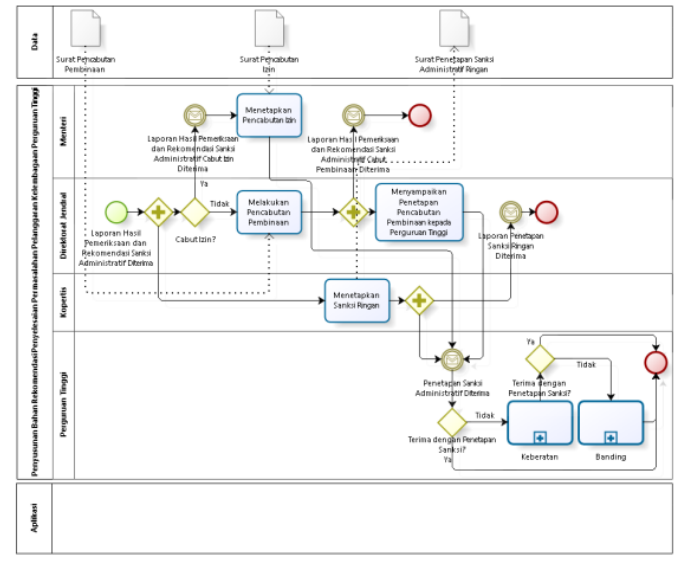 Data
Surat Pencabutan
Pembinaan
Surat Pencabutan
Izin
Surat Penetapan Sanksi
Administratif Ringan
Penyusunan Bahan Rekomendasi Penyelesaian Permasalahan Pelanggaran Kelembagaan Perguruan Tinggi
Menteri
Menetapkan
Pencabutan Izin
Laporan Hasil Pemeriksaan
dan Rekomendasi Sanksi
Administratif Cabut Izin
Diterima
Laporan Hasil Pemeriksaan
dan Rekomendasi Sanksi
Administratif Cabut
Pembinaan Diterima
Direktorat Jendral
Ya
Tidak
Laporan Hasil
Pemeriksaan dan
Rekomendasi Sanksi
Administratif Diterima
Cabut Izin?
Melakukan
Pencabutan
Pembinaan
Menyampaikan
Penetapan
Pencabutan
Pembinaan kepada
Perguruan Tinggi
Laporan Penetapan
Sanksi Ringan
Diterima
Kopertis
Menetapkan
Sanksi Ringan
Perguruan Tinggi
Penetapan Sanksi
Administratif Diterima
Terima dengan Penetapan
Sanksi?
Ya
Tidak
Keberatan
Terima dengan
Penetapan Sanksi?
Ya
Tidak
Banding
Aplikasi